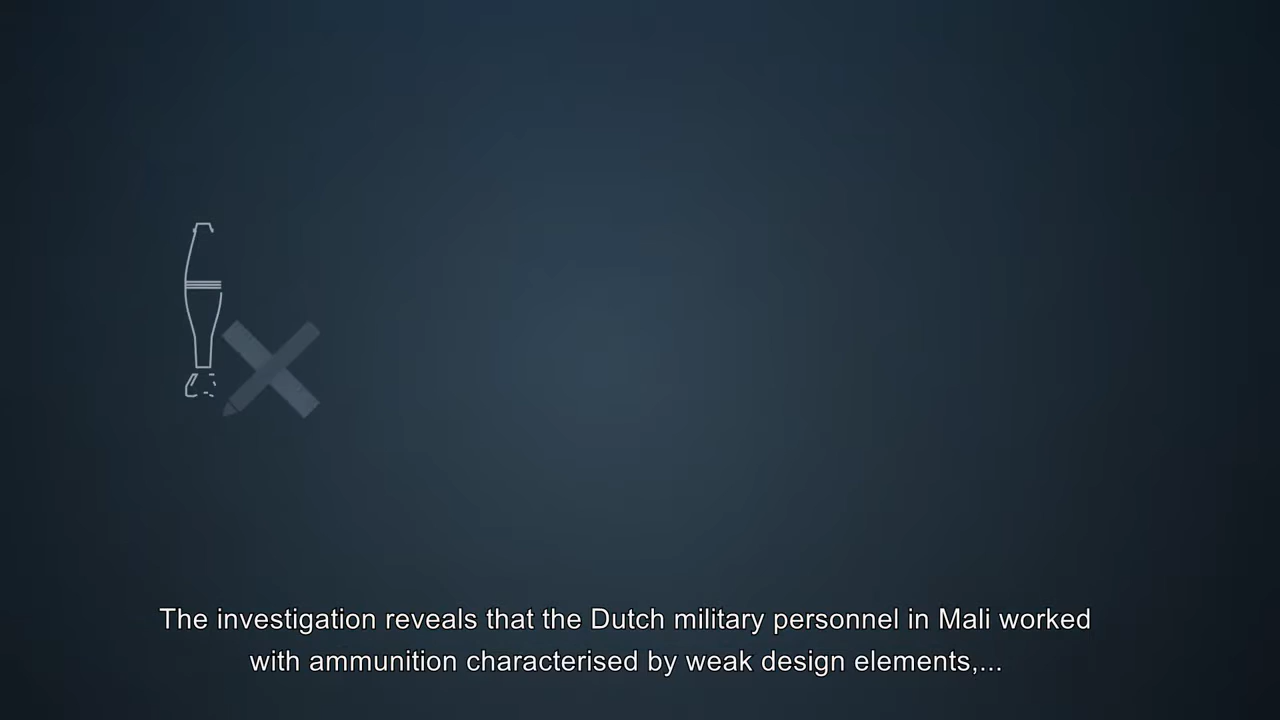 The investigation reveals that the Dutch military personnel in Mali worked
with ammunition characterised by weak design elements,...